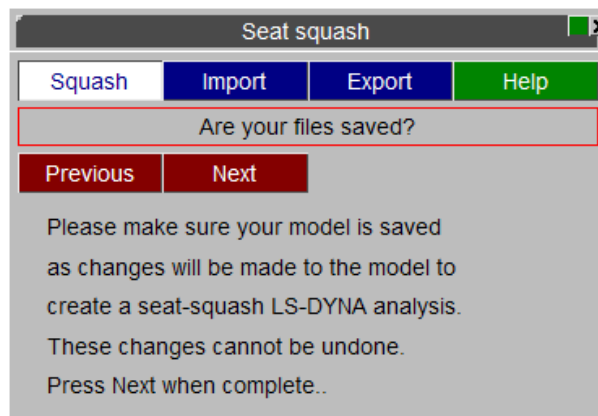 Seat squash
Squash Import Export Help
Are your files saved?
Previous Next
Please make sure your model is saved
as changes will be made to the model to
create a seat-squash LS-DYNA analysis.
These changes cannot be undone.
Press Next when complete..